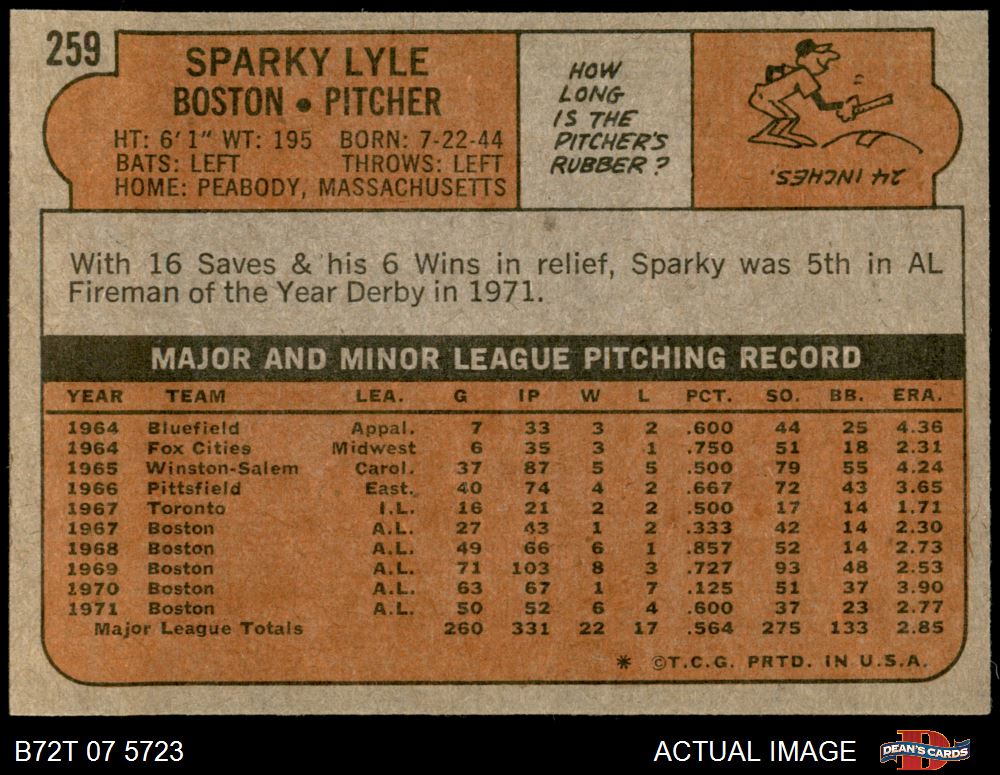 259
SPARKY LYLE
BOSTON • PITCHER
HT: 6'1" WT: 195 BORN: 7-22-44
BATS: LEFT THROWS: LEFT
HOME: PEABODY, MASSACHUSETTS
HOW
LONG
IS THE
PITCHER'S
RUBBER?
24 INCHES.
With 16 Saves & his 6 Wins in relief, Sparky was 5th in AL
Fireman of the Year Derby in 1971.
MAJOR AND MINOR LEAGUE PITCHING RECORD
YEAR TEAM LEA. G IP W L PCT. SO. BB. ERA.
1964 Bluefield Appal. 7 33 3 2 .600 44 25 4.36
1964 Fox Cities Midwest 6 35 3 1 .750 51 18 2.31
1965 Winston-Salem Carol. 37 87 5 5 .500 79 55 4.24
1966 Pittsfield East. 40 74 4 2 .667 72 43 3.65
1967 Toronto I.L. 16 21 2 2 .500 17 14 1.71
1967 Boston A.L. 27 43 1 2 .333 42 14 2.30
1968 Boston A.L. 49 66 6 1 .857 52 14 2.73
1969 Boston A.L. 71 103 8 3 .727 93 48 2.53
1970 Boston A.L. 63 67 1 7 .125 51 37 3.90
1971 Boston A.L. 50 52 6 4 .600 37 23 2.77
Major League Totals 260 331 22 17 .564 275 133 2.85
* ©T.C.G. PRTD. IN U.S.A.
B72T 07 5723
ACTUAL IMAGE
DEAN'S CARDS